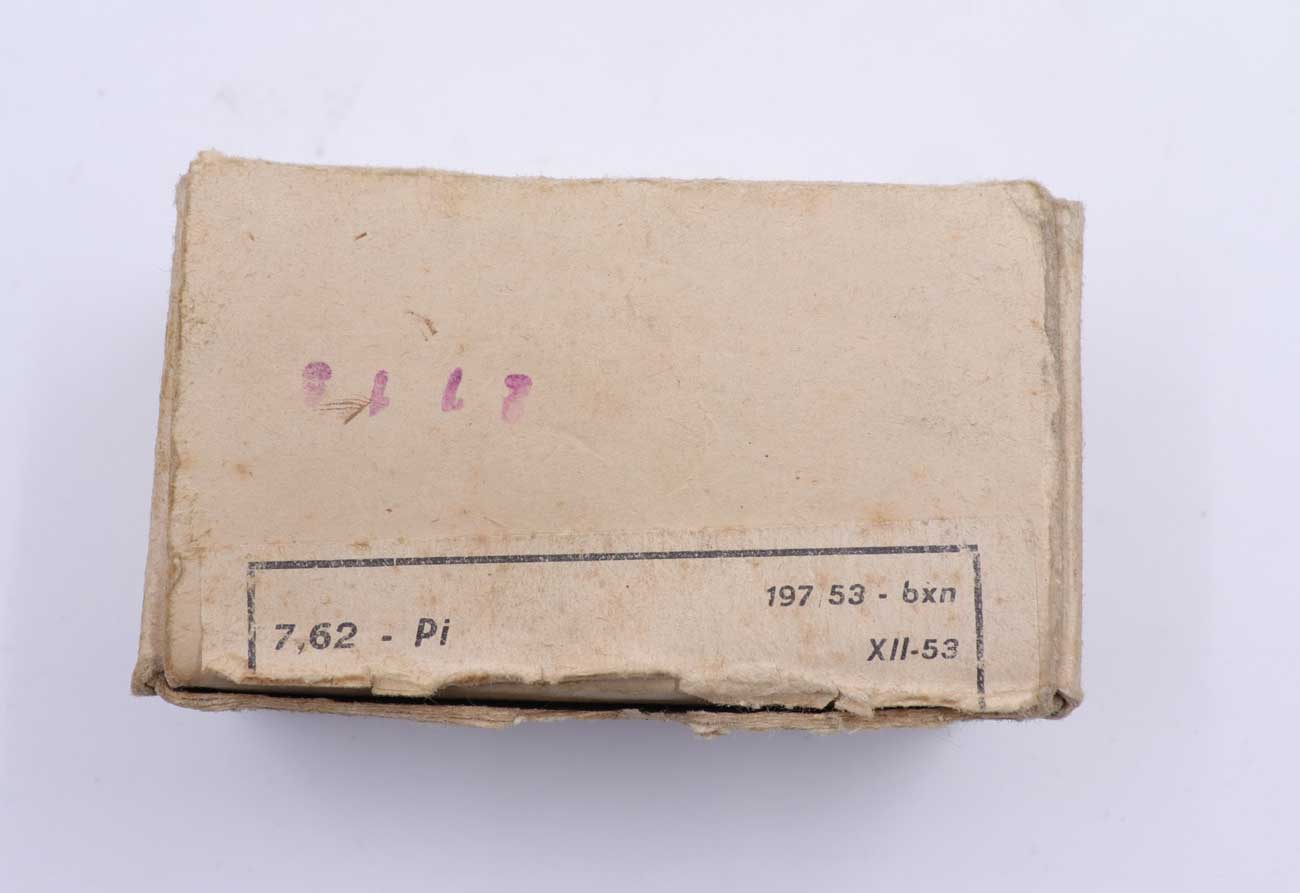 197 53 - bxn
7,62 - Pi
XII-53